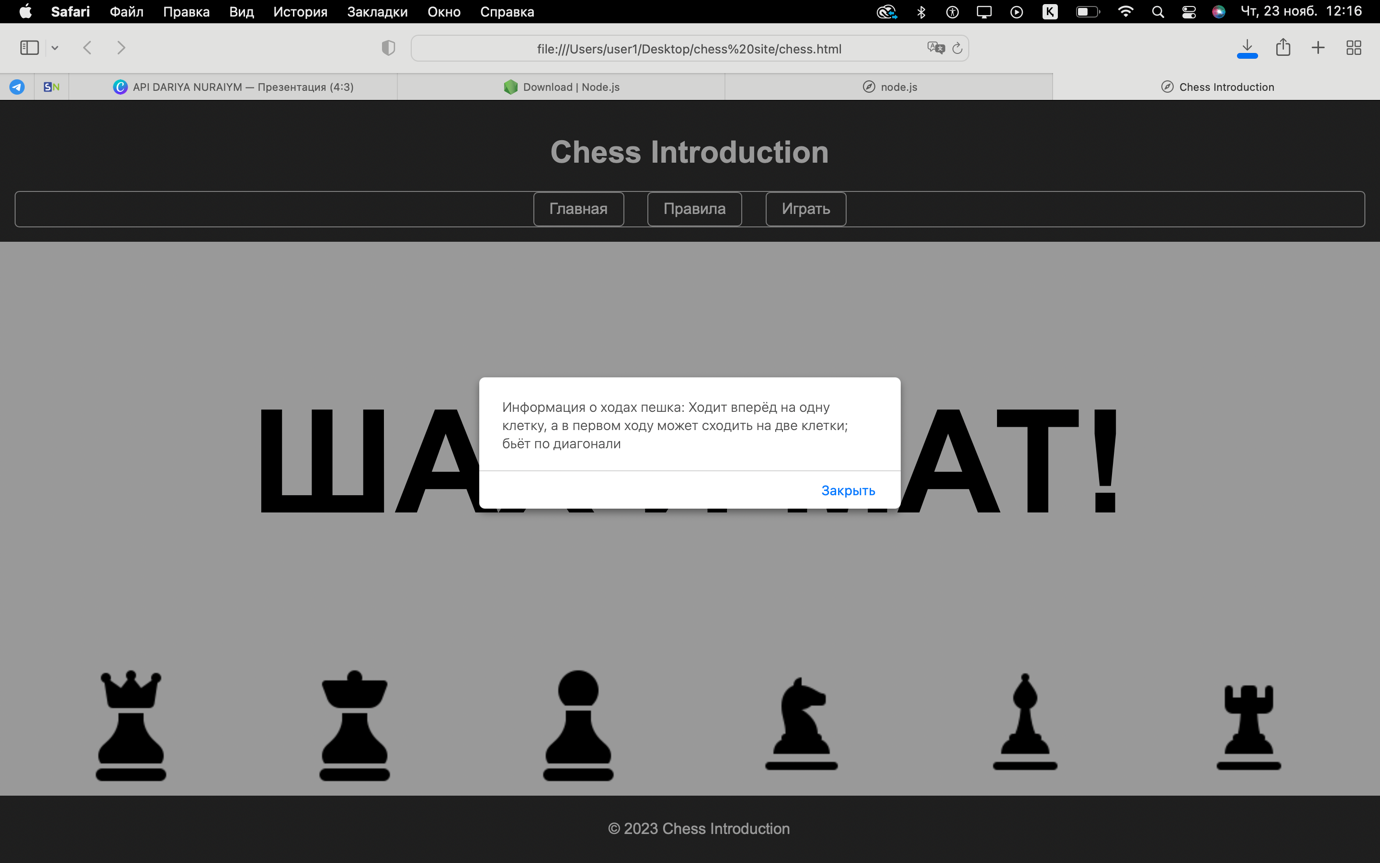 Safari Файл Правка Вид История Закладки Окно Справка K Чт, 23 нояб. 12:16
file:///Users/user1/Desktop/chess%20site/chess.html
SN API DARIYA NURAIYM — Презентация (4:3) Download | Node.js node.js Chess Introduction
Chess Introduction
Главная Правила Играть
Информация о ходах пешка: Ходит вперёд на одну
клетку, а в первом ходу может сходить на две клетки;
бьёт по диагонали
Закрыть
© 2023 Chess Introduction